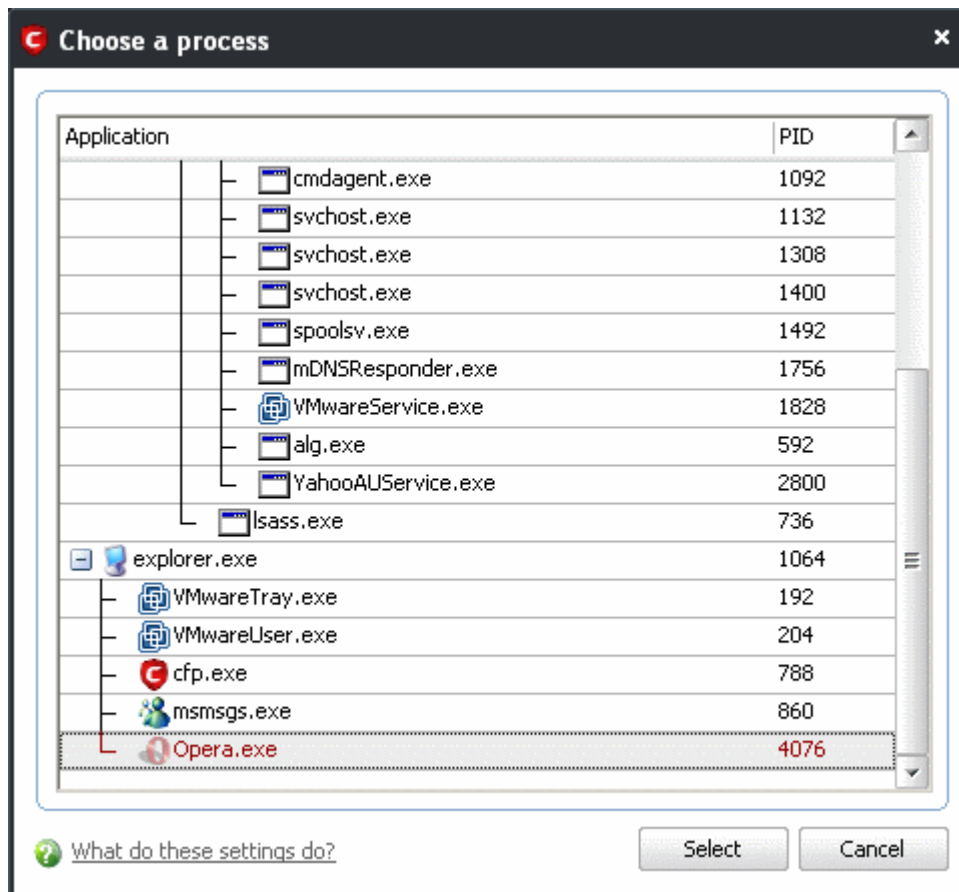 Choose a process
Application PID
cmdagent.exe 1092
svchost.exe 1132
svchost.exe 1308
svchost.exe 1400
spoolsv.exe 1492
mDNSResponder.exe 1756
VMwareService.exe 1828
alg.exe 592
YahooAUService.exe 2800
lsass.exe 736
explorer.exe 1064
VMwareTray.exe 192
VMwareUser.exe 204
cfp.exe 788
msmsgs.exe 860
Opera.exe 4076
What do these settings do? Select Cancel